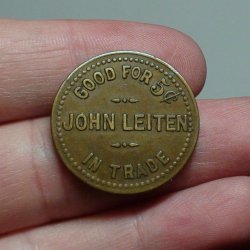 GOOD FOR 5¢
JOHN LEITEN
IN TRADE